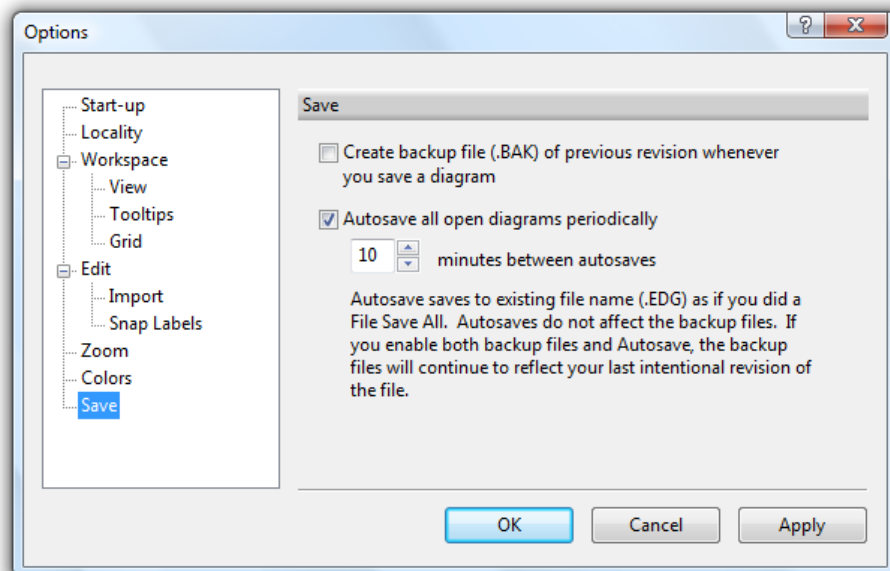 Options
?
Start-up
Locality
Workspace
View
Tooltips
Grid
Edit
Import
Snap Labels
Zoom
Colors
Save
Save
Create backup file (.BAK) of previous revision whenever
you save a diagram
Autosave all open diagrams periodically
10 minutes between autosaves
Autosave saves to existing file name (.EDG) as if you did a
File Save All.  Autosaves do not affect the backup files.  If
you enable both backup files and Autosave, the backup
files will continue to reflect your last intentional revision of
the file.
OK Cancel Apply